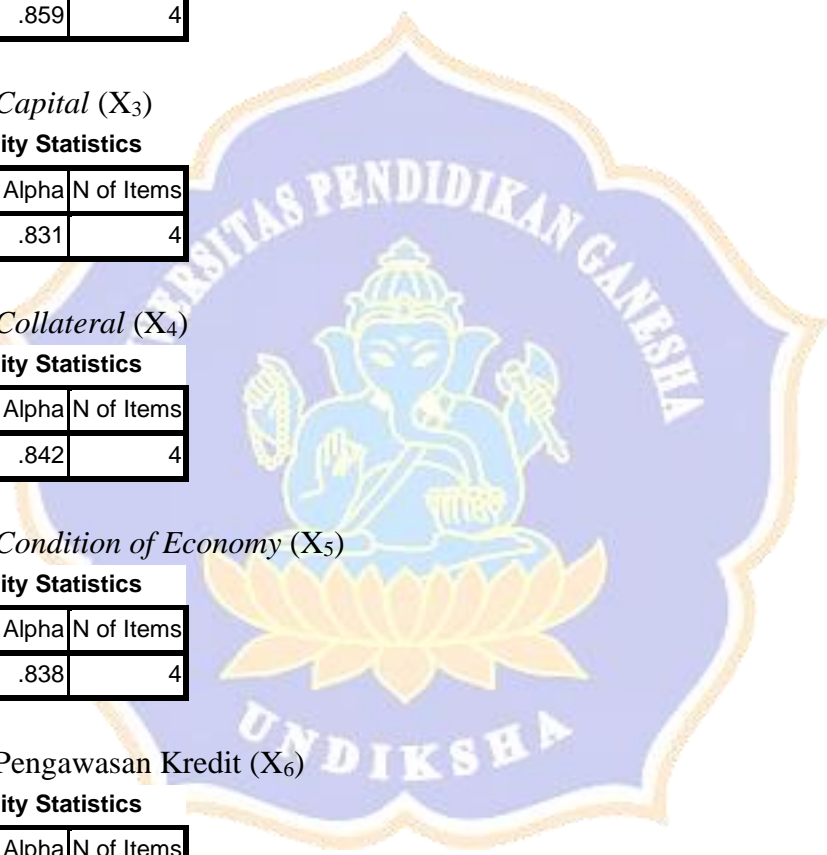 .859 4
Capital (X3)
ity Statistics
Alpha N of Items
.831 4
Collateral (X4)
ity Statistics
Alpha N of Items
.842 4
Condition of Economy (X5)
ity Statistics
Alpha N of Items
.838 4
Pengawasan Kredit (X6)
ity Statistics
Alpha N of Items
VERSITAS PENDIDIKAN GANESHA
UNDIKSHA